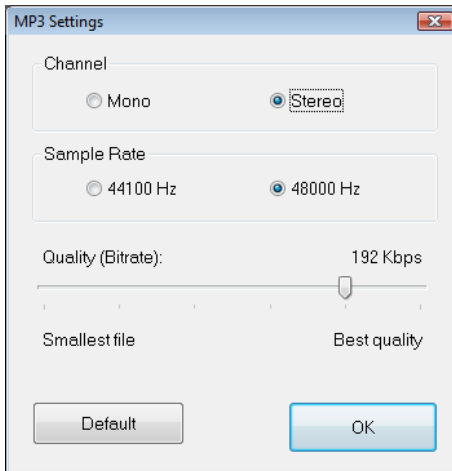 MP3 Settings
Channel
Mono Stereo
Sample Rate
44100 Hz 48000 Hz
Quality (Bitrate): 192 Kbps
Smallest file Best quality
Default OK